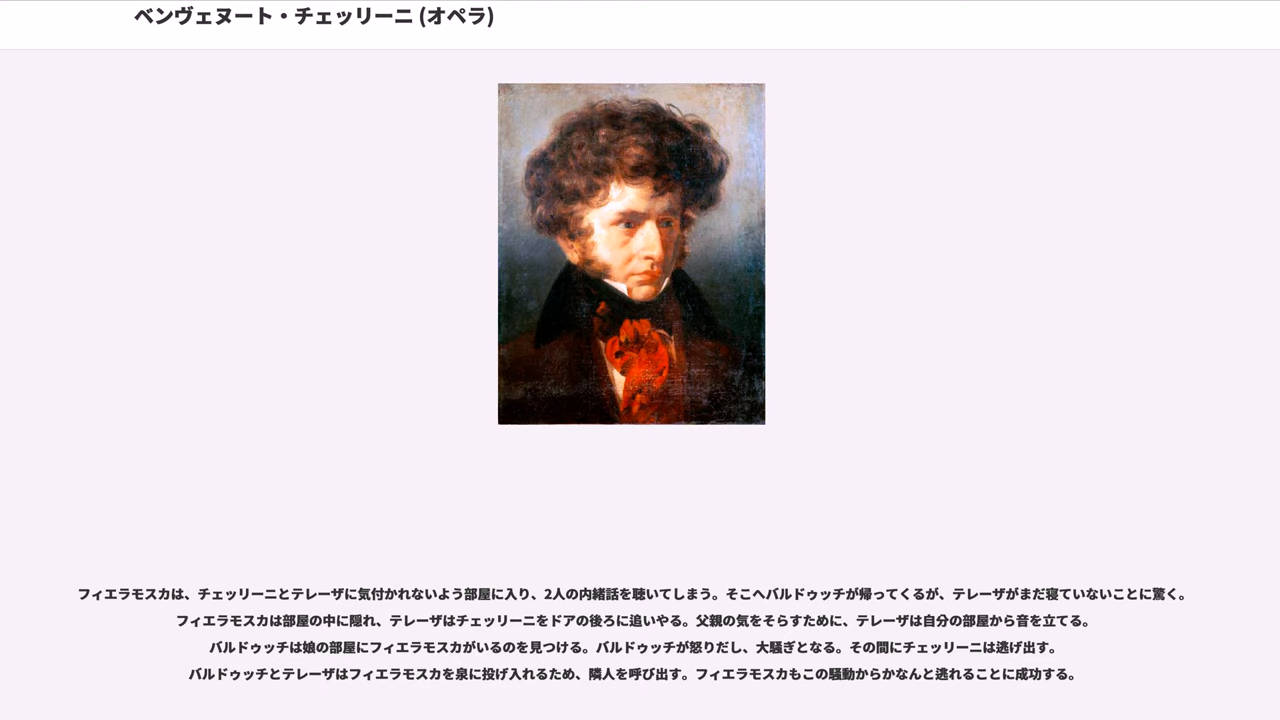 ベンヴェヌート・チェッリーニ (オペラ)
フィエラモスカは、チェッリーニとテレーザに気付かれないよう部屋に入り、2人の内緒話を聴いてしまう。そこへバルドゥッチが帰ってくるが、テレーザがまだ寝ていないことに驚く。
フィエラモスカは部屋の中に隠れ、テレーザはチェッリーニをドアの後ろに追いやる。父親の気をそらすために、テレーザは自分の部屋から音を立てる。
バルドゥッチは娘の部屋にフィエラモスカがいるのを見つける。バルドゥッチが怒りだし、大騒ぎとなる。その間にチェッリーニは逃げ出す。
バルドゥッチとテレーザはフィエラモスカを泉に投げ入れるため、隣人を呼び出す。フィエラモスカもこの騒動からかなんと逃れることに成功する。